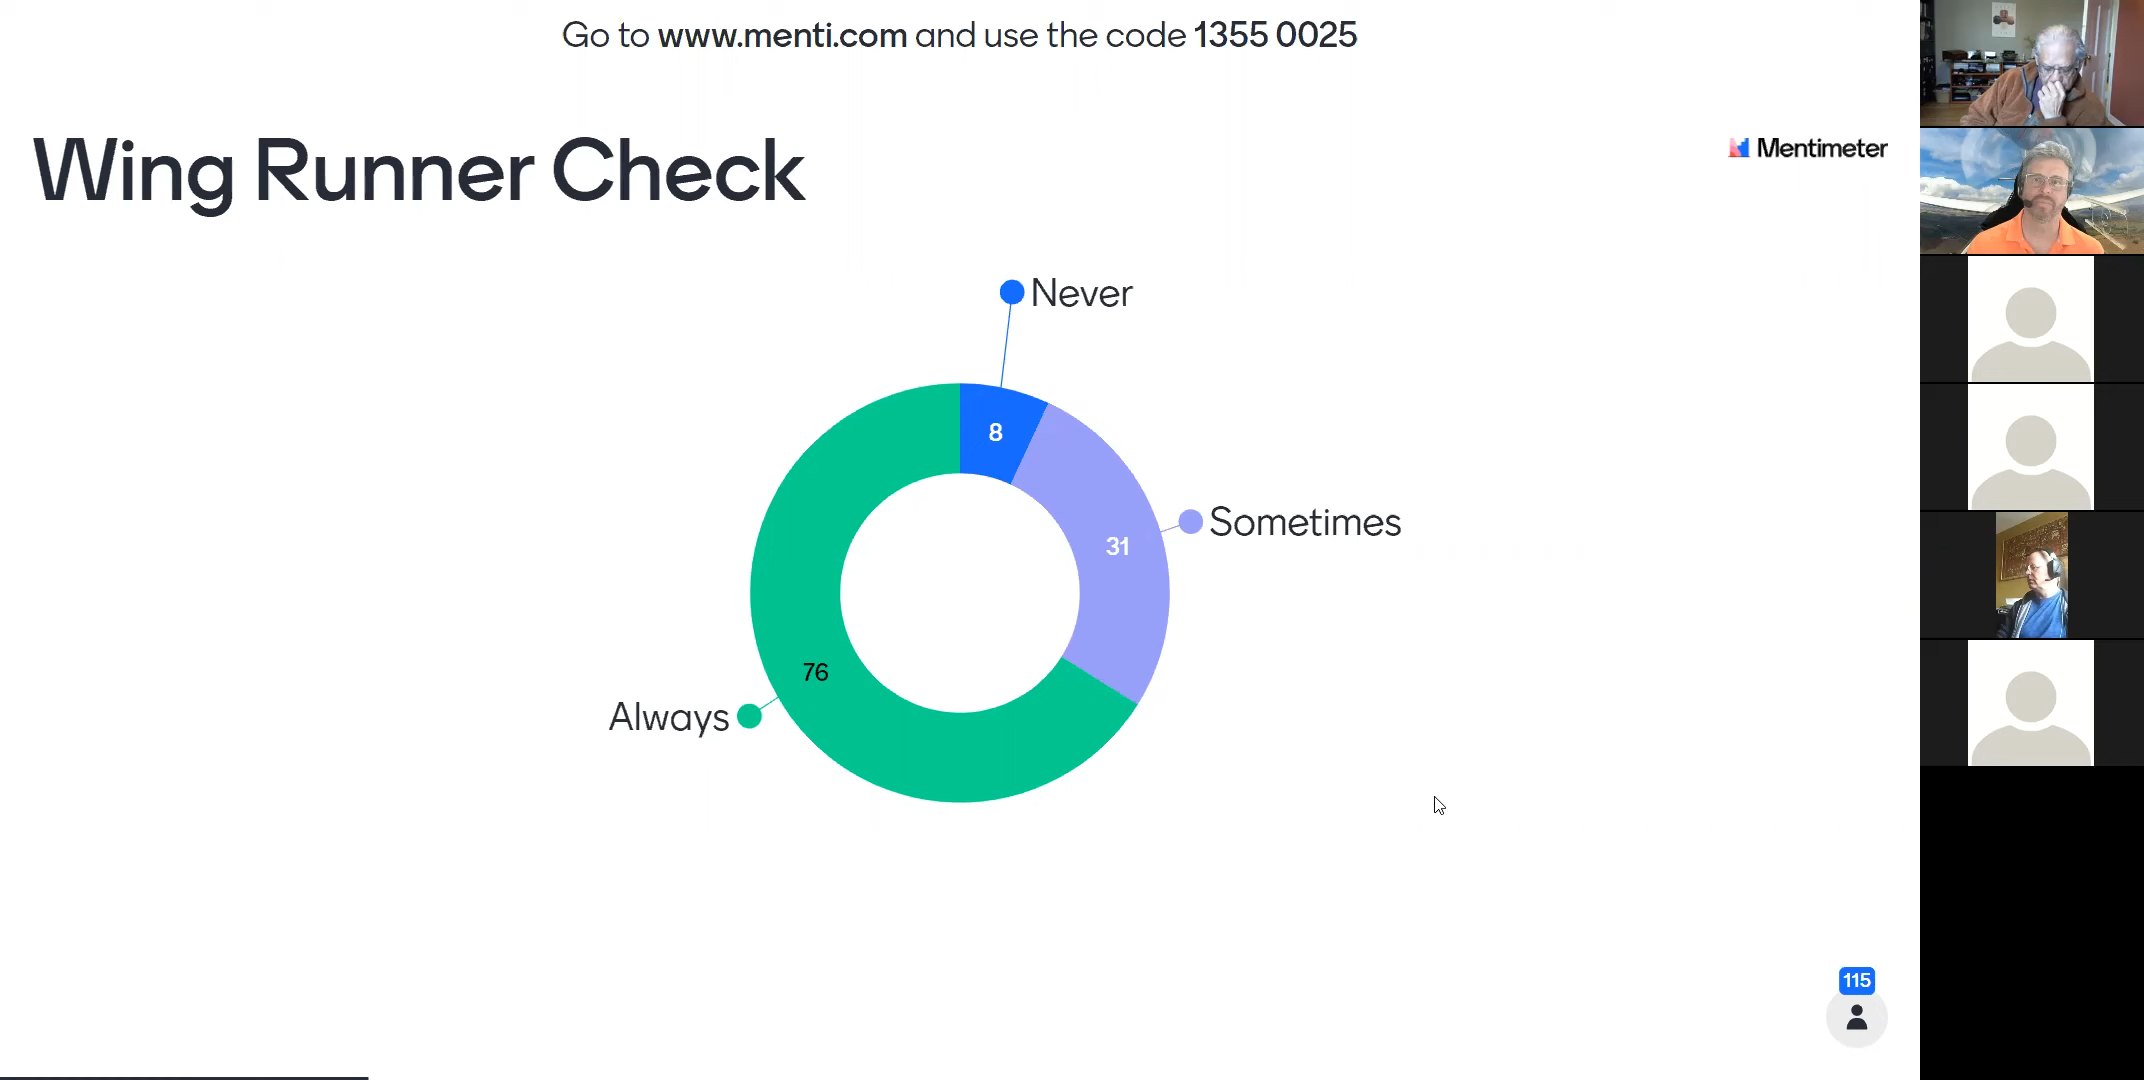 Go to www.menti.com and use the code 1355 0025
Wing Runner Check
Mentimeter
Never
8
Sometimes
31
76
Always
115